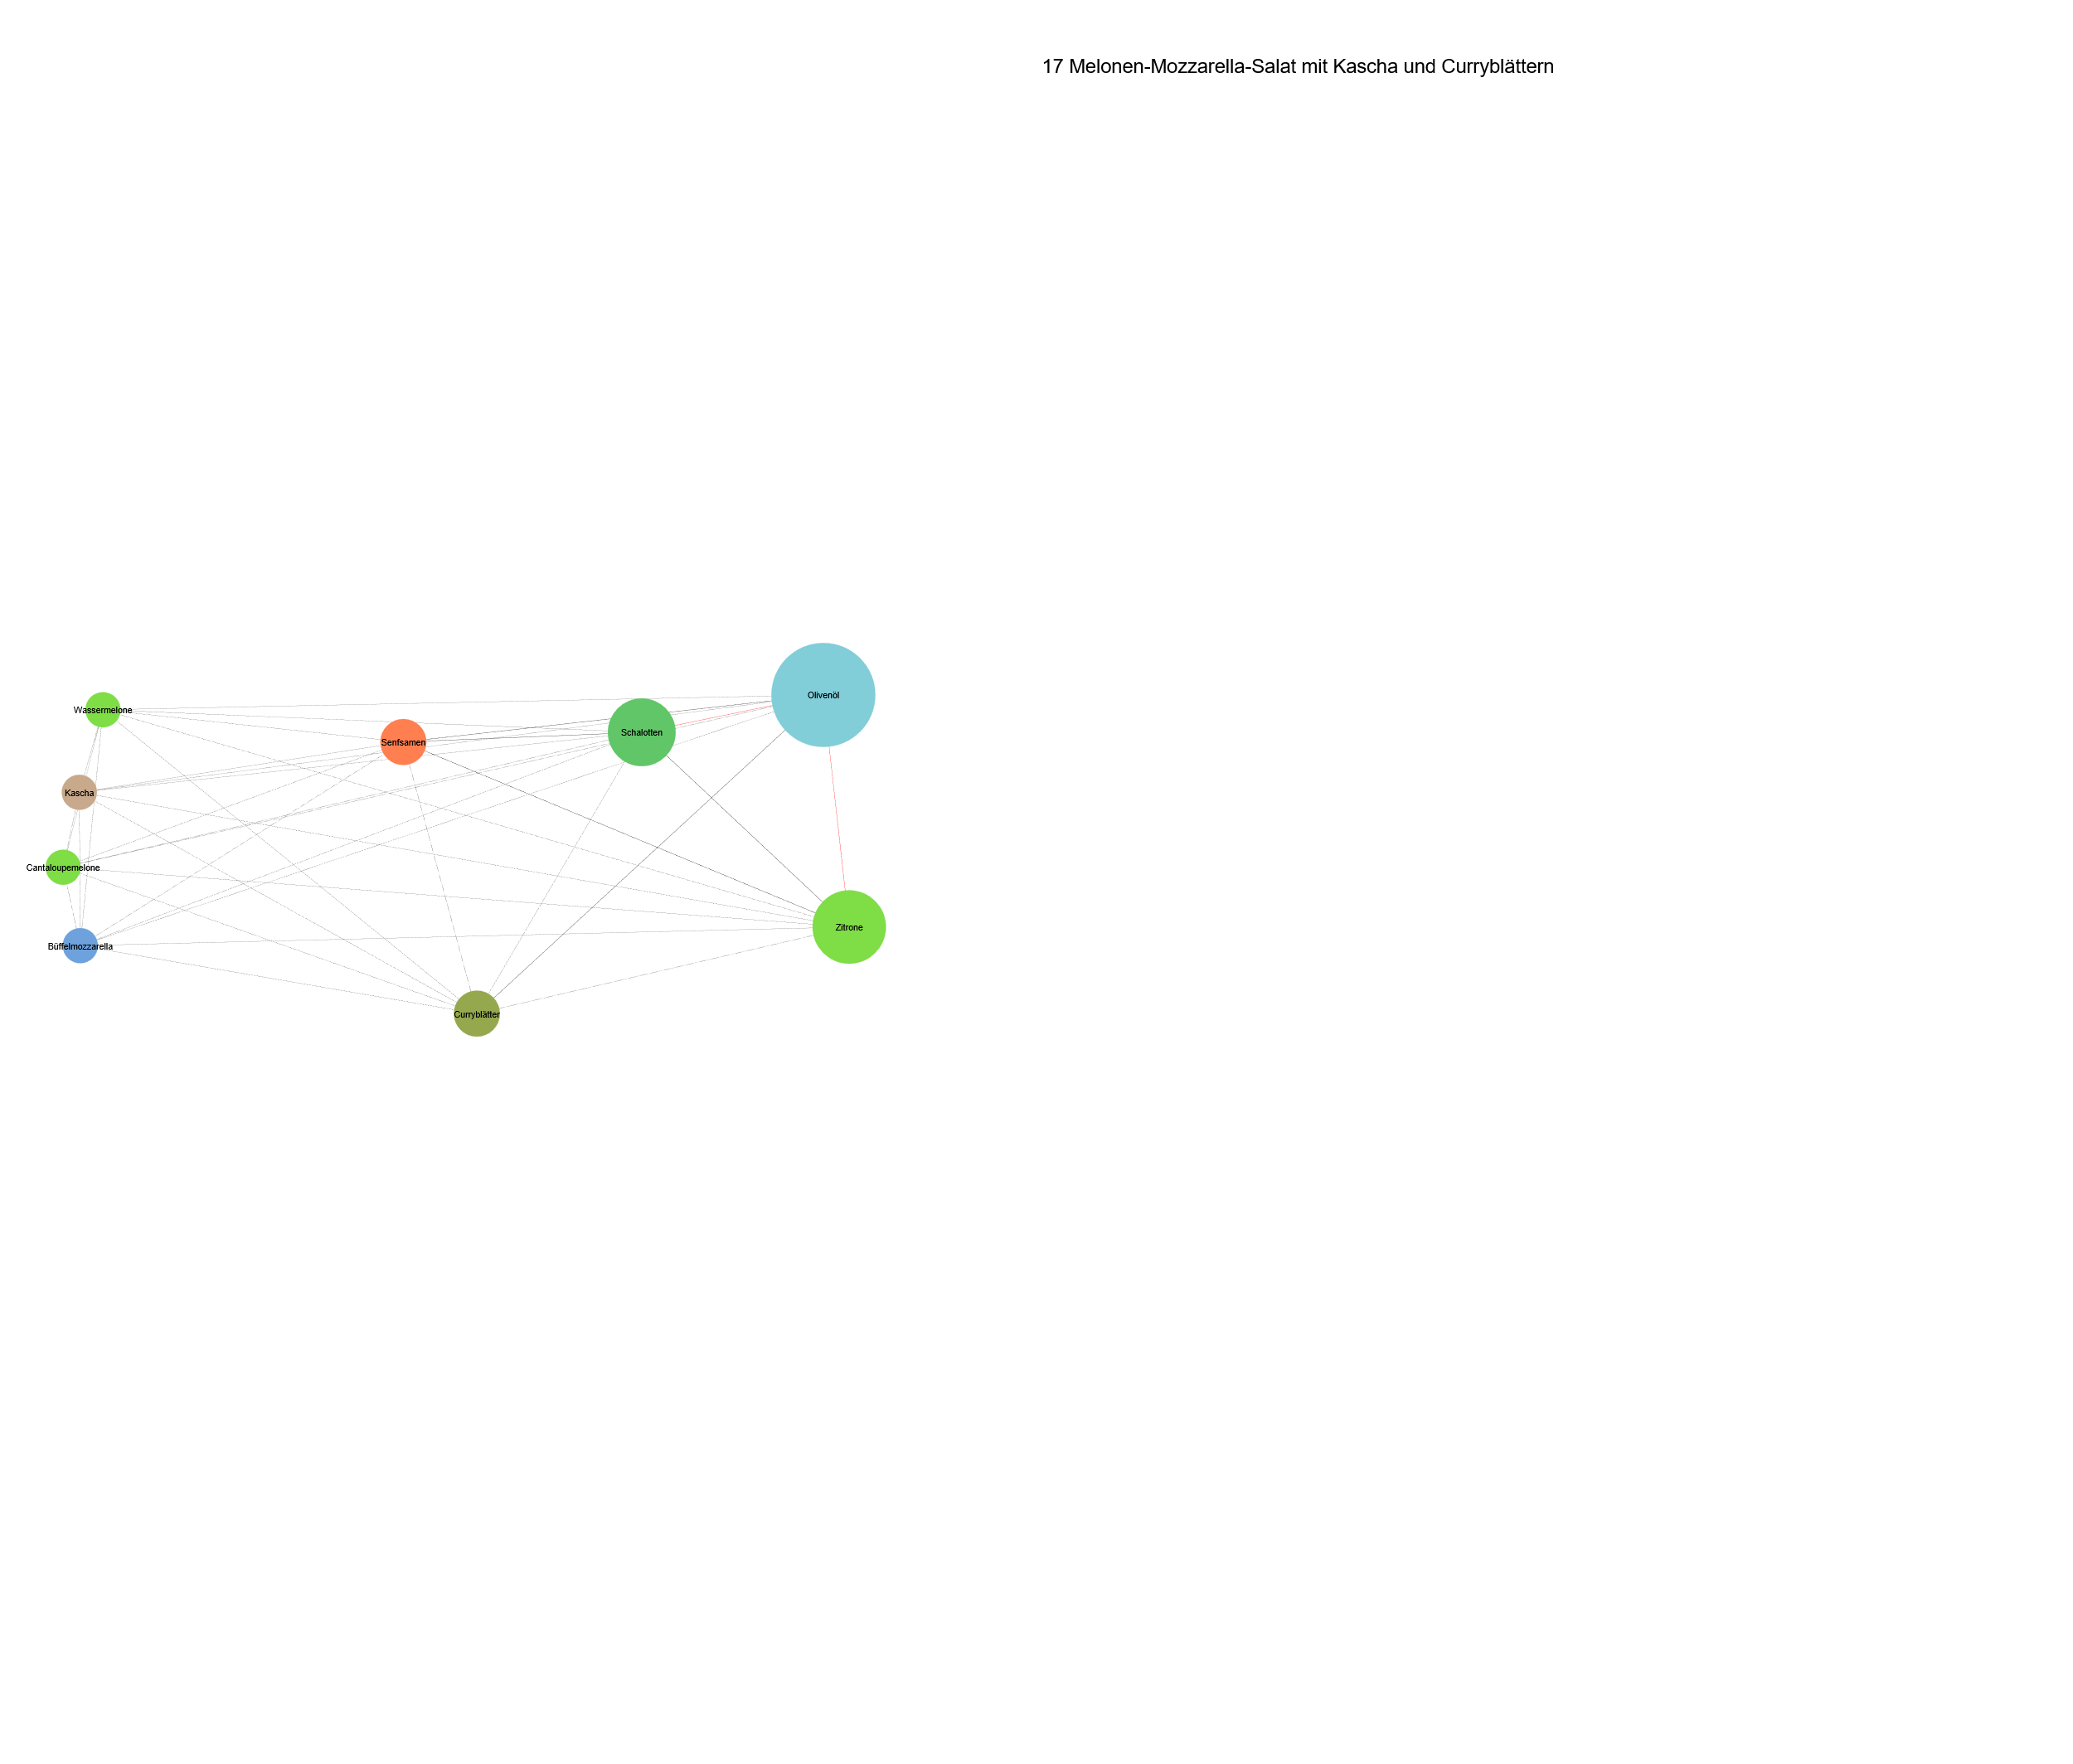 17 Melonen-Mozzarella-Salat mit Kascha und Curryblättern
Olivenöl
Wassermelone
Schalotten
Senfsamen
Kascha
Cantaloupemelone
Zitrone
Büffelmozzarella
Curryblätter